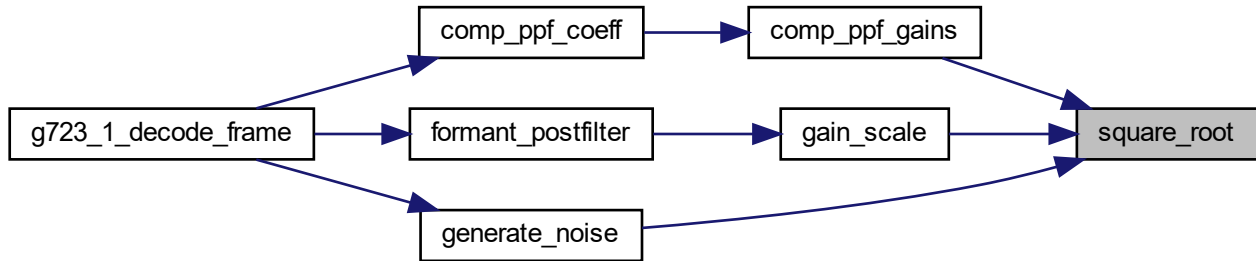 comp_ppf_coeff
comp_ppf_gains
g723_1_decode_frame
formant_postfilter
gain_scale
square_root
generate_noise